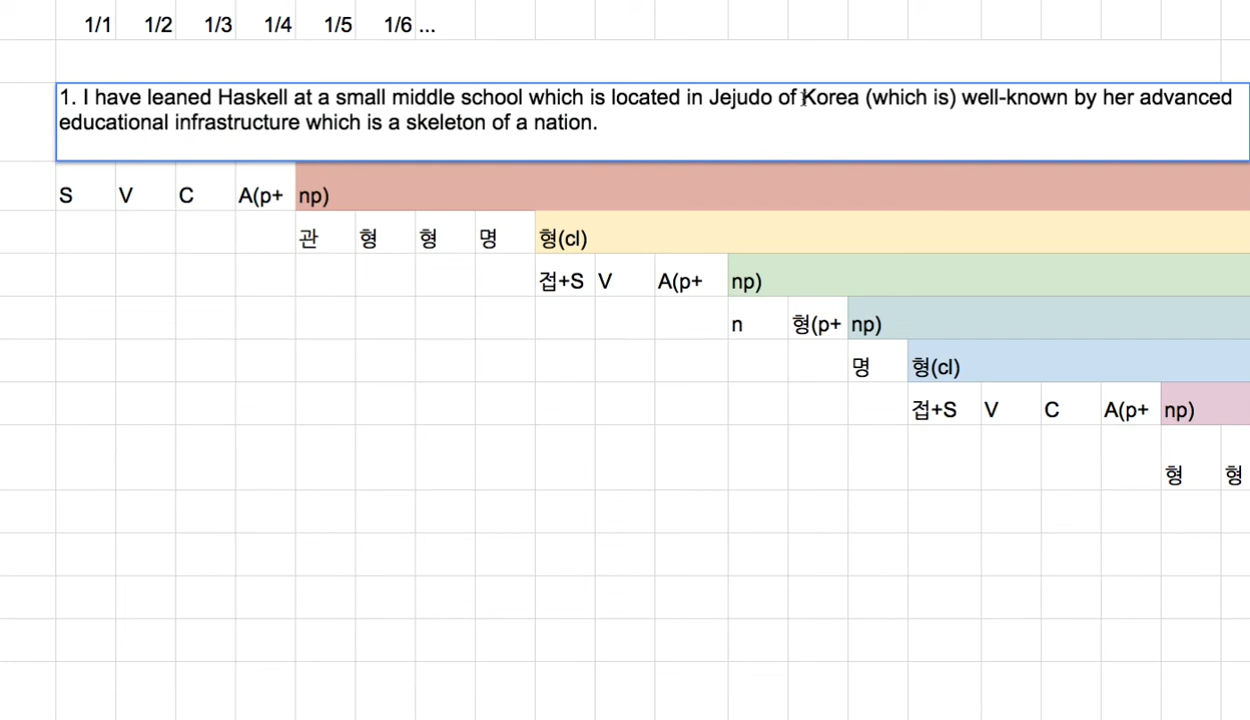 1/1 1/2 1/3 1/4 1/5 1/6 ...
1. I have leaned Haskell at a small middle school which is located in Jejudo of Korea (which is) well-known by her advanced
educational infrastructure which is a skeleton of a nation.
S V C A(p+ np)
관 형 형 명 형(cl)
접+S V A(p+ np)
n 형(p+ np)
명 형(cl)
접+S V C A(p+ np)
형 형